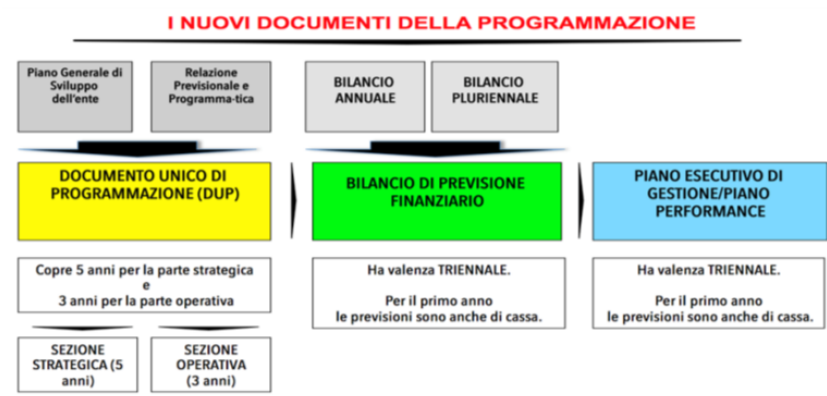 I NUOVI DOCUMENTI DELLA PROGRAMMAZIONE
Piano Generale di
Sviluppo
dell'ente
Relazione
Previsionale e
Programma-tica
BILANCIO
ANNUALE
BILANCIO
PLURIENNALE
DOCUMENTO UNICO DI
PROGRAMMAZIONE (DUP)
BILANCIO DI PREVISIONE
FINANZIARIO
PIANO ESECUTIVO DI
GESTIONE/PIANO
PERFORMANCE
Copre 5 anni per la parte strategica
e
3 anni per la parte operativa
Ha valenza TRIENNALE.
Per il primo anno
le previsioni sono anche di cassa.
Ha valenza TRIENNALE.
Per il primo anno
le previsioni sono anche di cassa.
SEZIONE
STRATEGICA (5
anni)
SEZIONE
OPERATIVA
(3 anni)